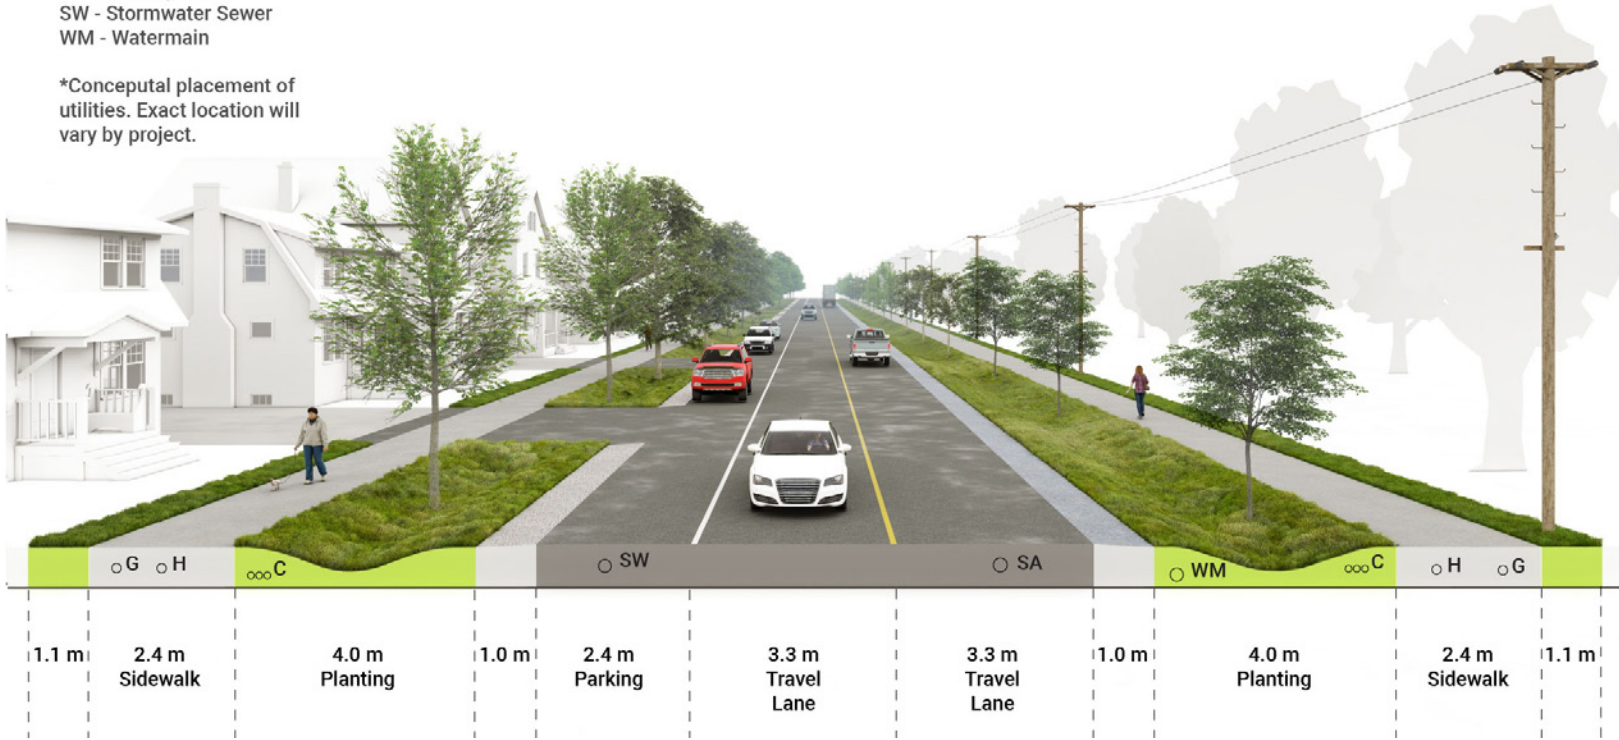 SW - Stormwater Sewer
WM - Watermain
*Conceputal placement of
utilities. Exact location will
vary by project.
G H C SW SA WM C H G
1.1 m 2.4 m 4.0 m 1.0 m 2.4 m 3.3 m 3.3 m 1.0 m 4.0 m 2.4 m 1.1 m
Sidewalk Planting Parking Travel Travel Planting Sidewalk
Lane Lane